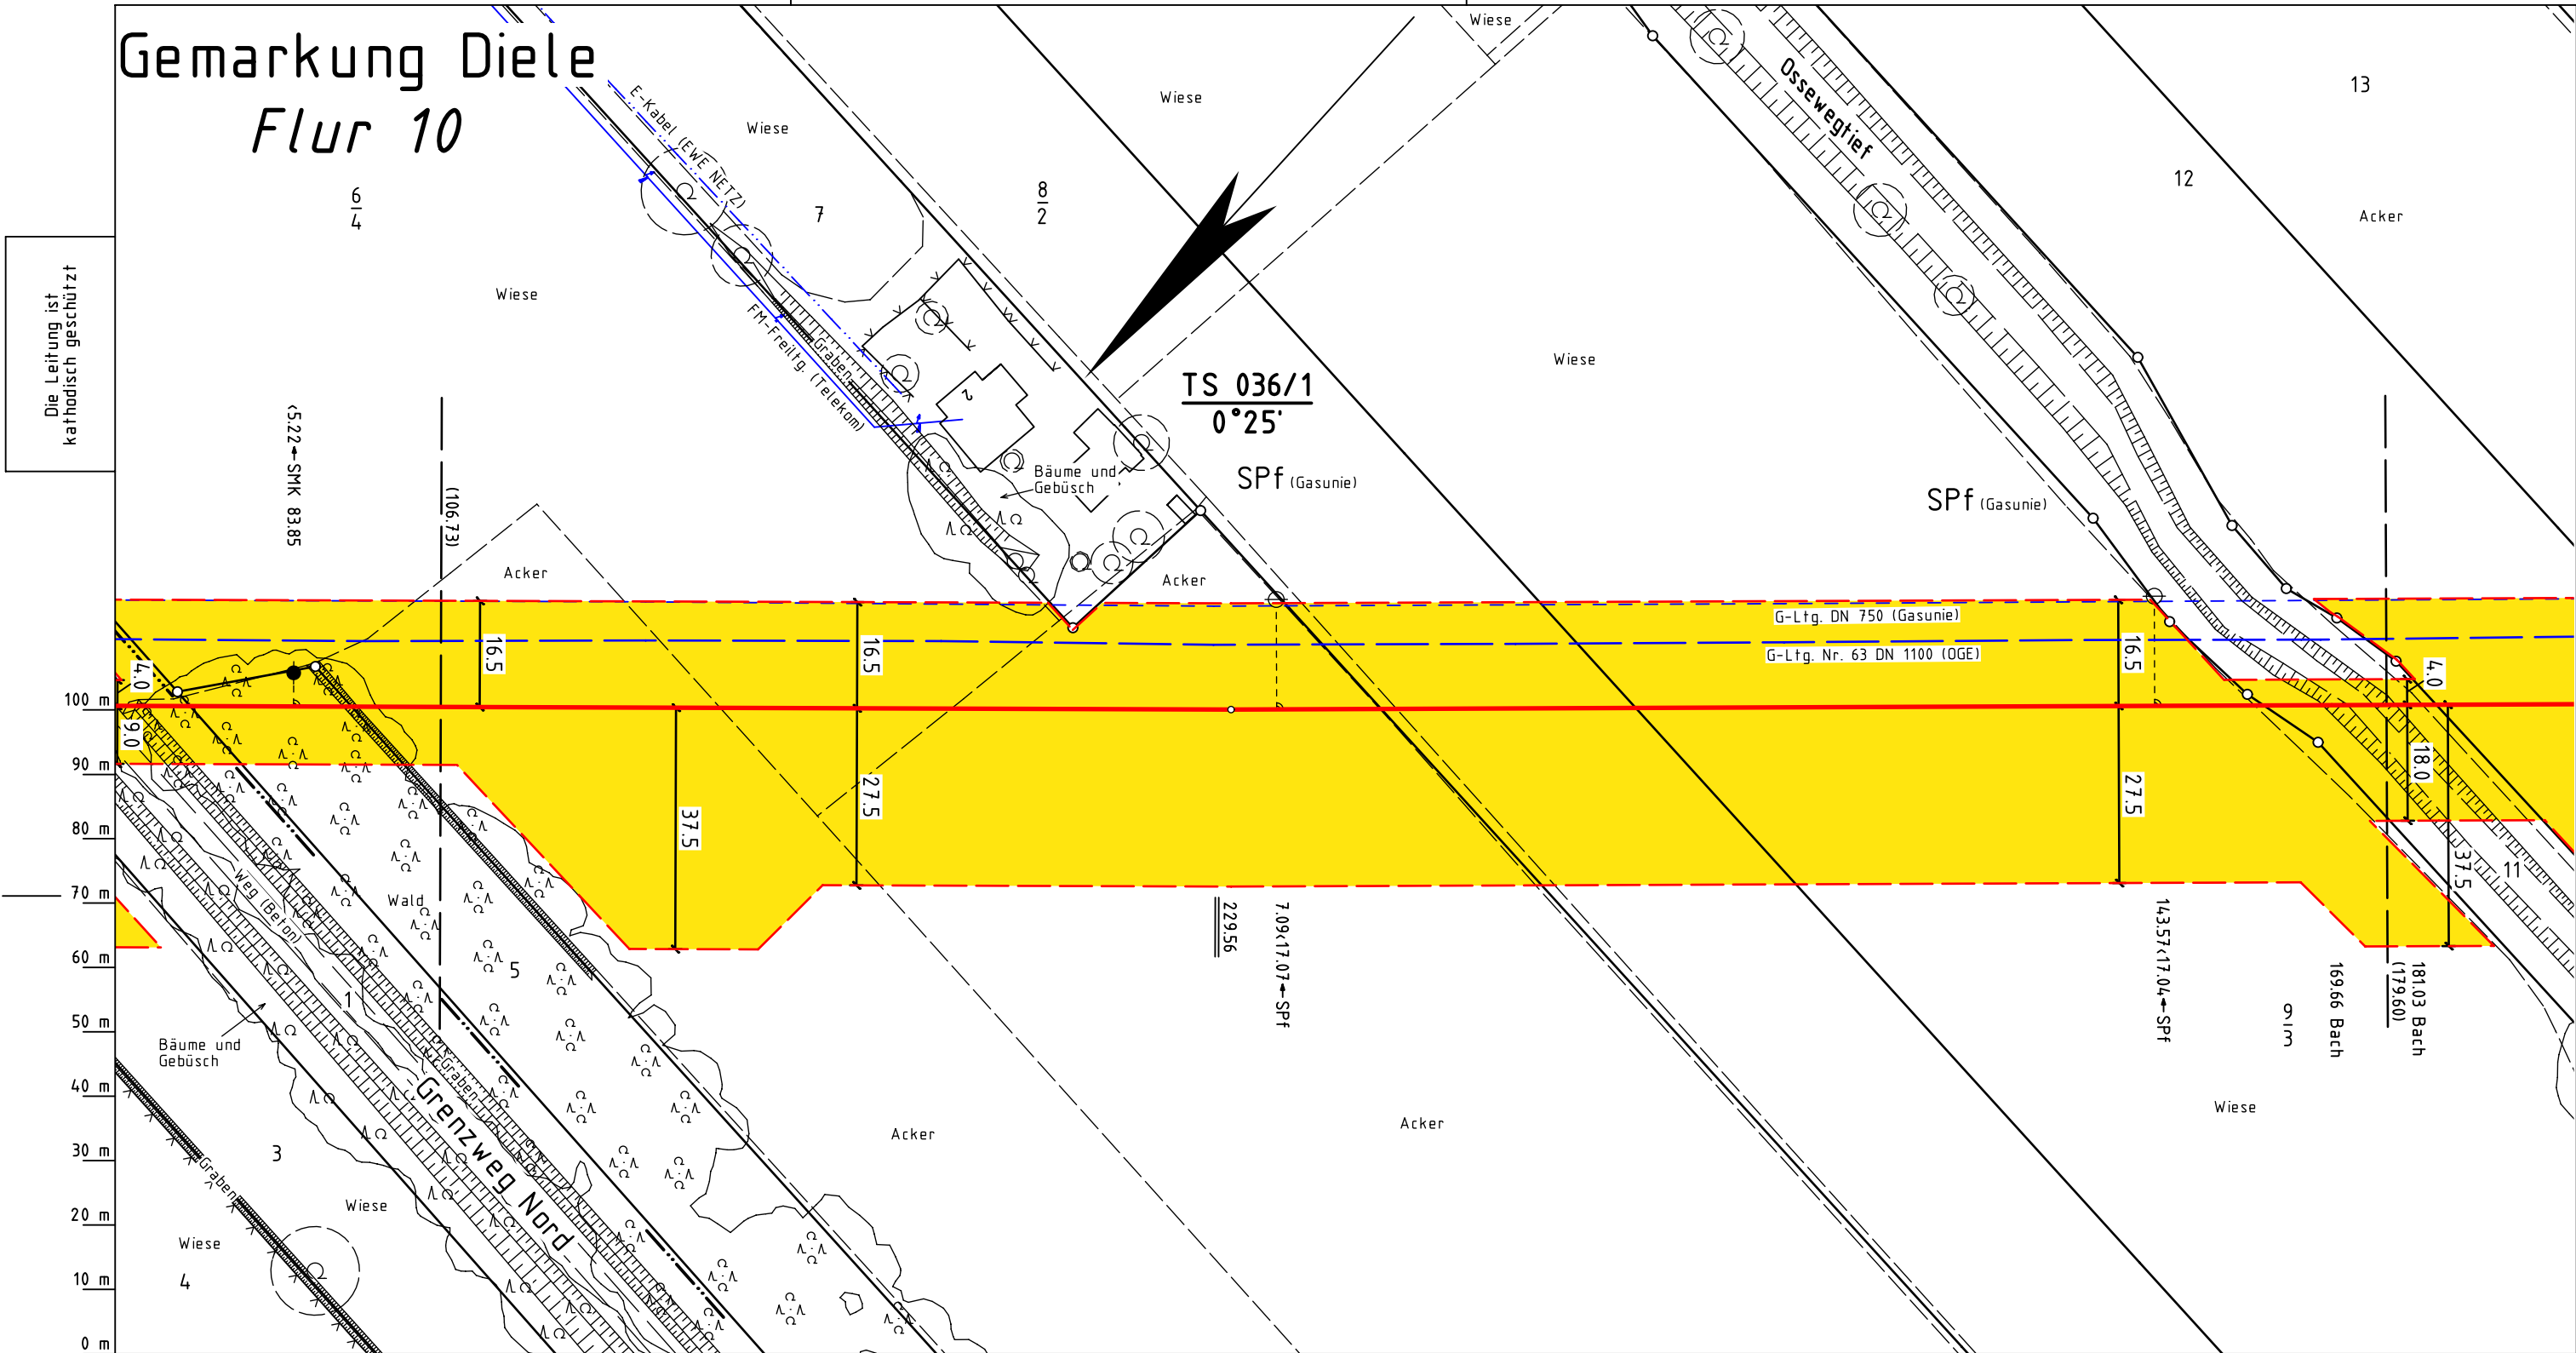 Gemarkung Diele
Flur 10
6
4
Wiese
E-Kabel (EWE NETZ)
Wiese
7
8
2
Wiese
Wiese
Ossewegtief
13
12
Acker
Die Leitung ist
kathodisch geschützt
Graben
FM-Freiltg. (Telekom)
2
TS 036/1
0°25'
Wiese
SPf (Gasunie)
SPf (Gasunie)
Bäume und
Gebüsch
<5.22←SMK 83.85
(106.73)
Acker
Acker
G-Ltg. DN 750 (Gasunie)
G-Ltg. Nr. 63 DN 1100 (OGE)
16.5
16.5
16.5
4.0
4.0
9.0
37.5
27.5
27.5
18.0
37.5
11
100 m
90 m
80 m
70 m
60 m
50 m
40 m
30 m
20 m
10 m
0 m
Weg (Beton)
Wald
5
1
229.56
7.09<17.07←SPf
143.57<17.04←SPf
169.66 Bach
181.03 Bach
(179.60)
9
3
Bäume und
Gebüsch
Graben
Grenzweg Nord
Acker
Acker
Wiese
3
Graben
Wiese
Wiese
4